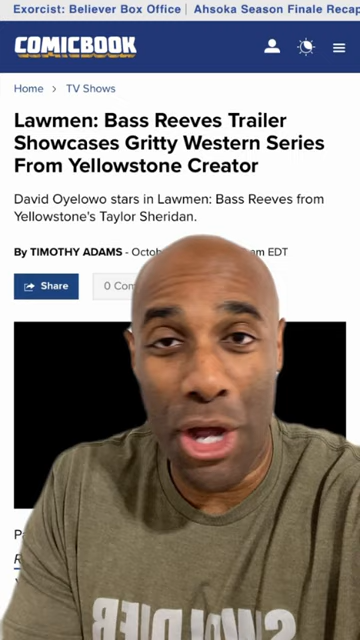 Exorcist: Believer Box Office | Ahsoka Season Finale Recap
COMICBOOK
Home > TV Shows
Lawmen: Bass Reeves Trailer
Showcases Gritty Western Series
From Yellowstone Creator
David Oyelowo stars in Lawmen: Bass Reeves from
Yellowstone's Taylor Sheridan.
By TIMOTHY ADAMS - Octob am EDT
Share
0 Com
SWOLDIER